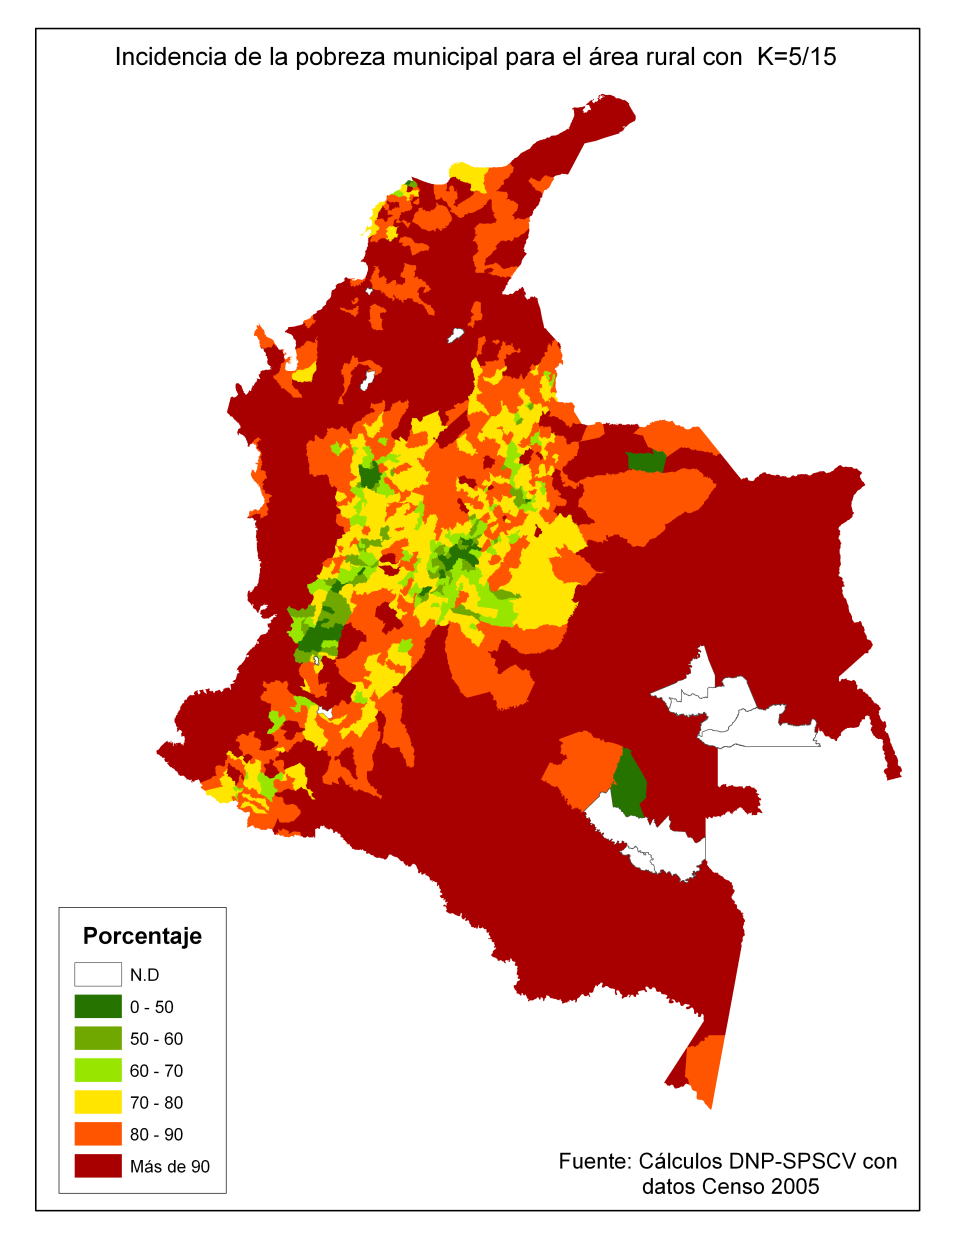 Incidencia de la pobreza municipal para el área rural con K=5/15
Porcentaje
N.D
0 - 50
50 - 60
60 - 70
70 - 80
80 - 90
Más de 90
Fuente: Cálculos DNP-SPSCV con
datos Censo 2005